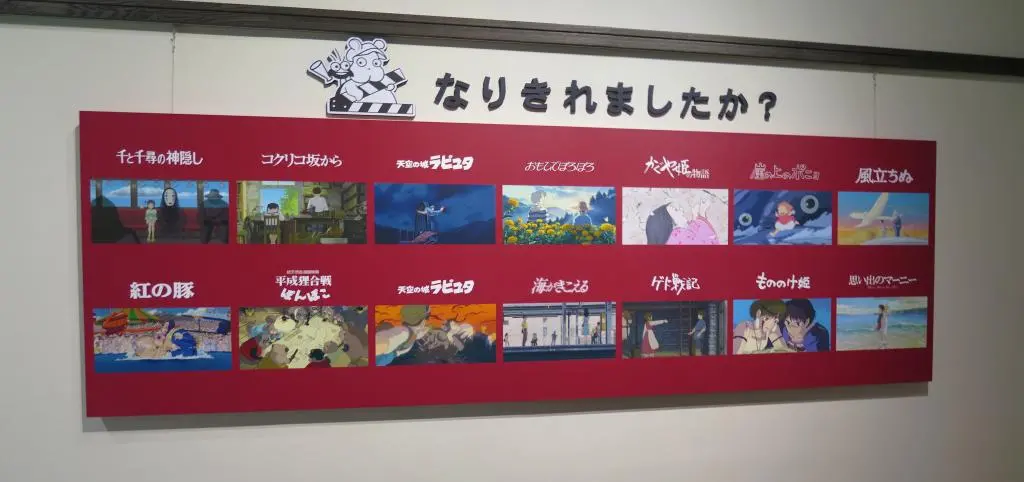 なりきれましたか？
千と千尋の神隠し
コクリコ坂から
天空の城ラピュタ
おもひでぽろぽろ
かぐや姫の物語
崖の上のポニョ
風立ちぬ
紅の豚
平成狸合戦
ぽんぽこ
天空の城ラピュタ
海がきこえる
ゲド戦記
もののけ姫
思い出のマーニー